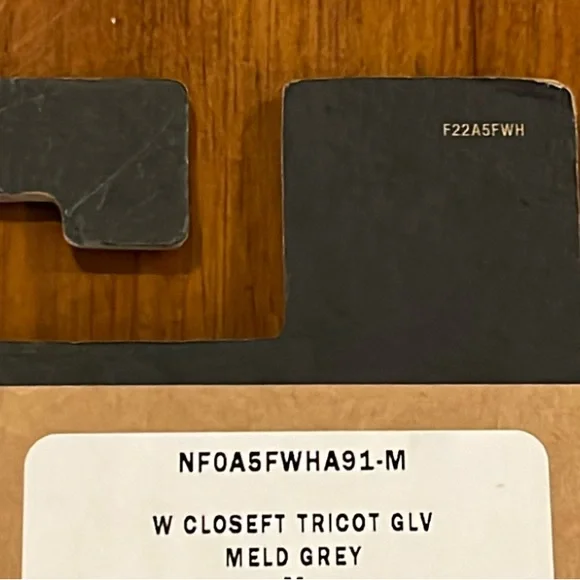 F22A5FWH
NF0A5FWHA91-M
W CLOSEFT TRICOT GLV
MELD GREY